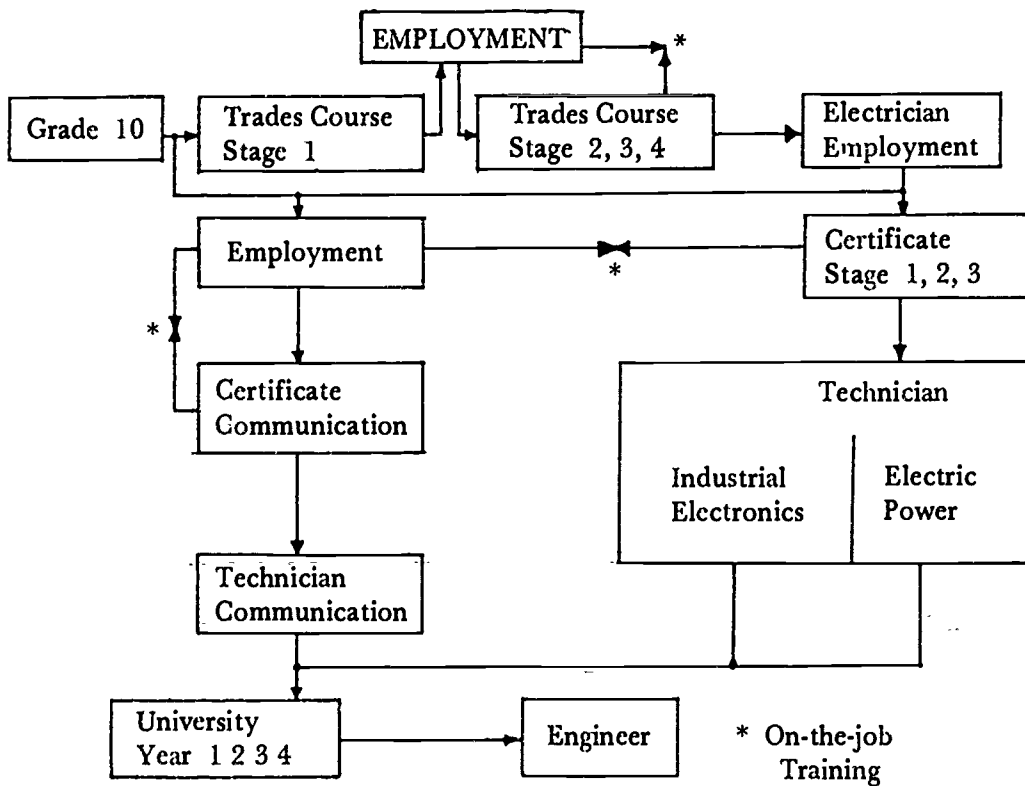 EMPLOYMENT
*
Grade 10
Trades Course
Stage 1
Trades Course
Stage 2, 3, 4
Electrician
Employment
Employment
*
Certificate
Stage 1, 2, 3
*
Certificate
Communication
Technician
Industrial
Electronics
Electric
Power
Technician
Communication
University
Year 1 2 3 4
Engineer
* On-the-job
Training